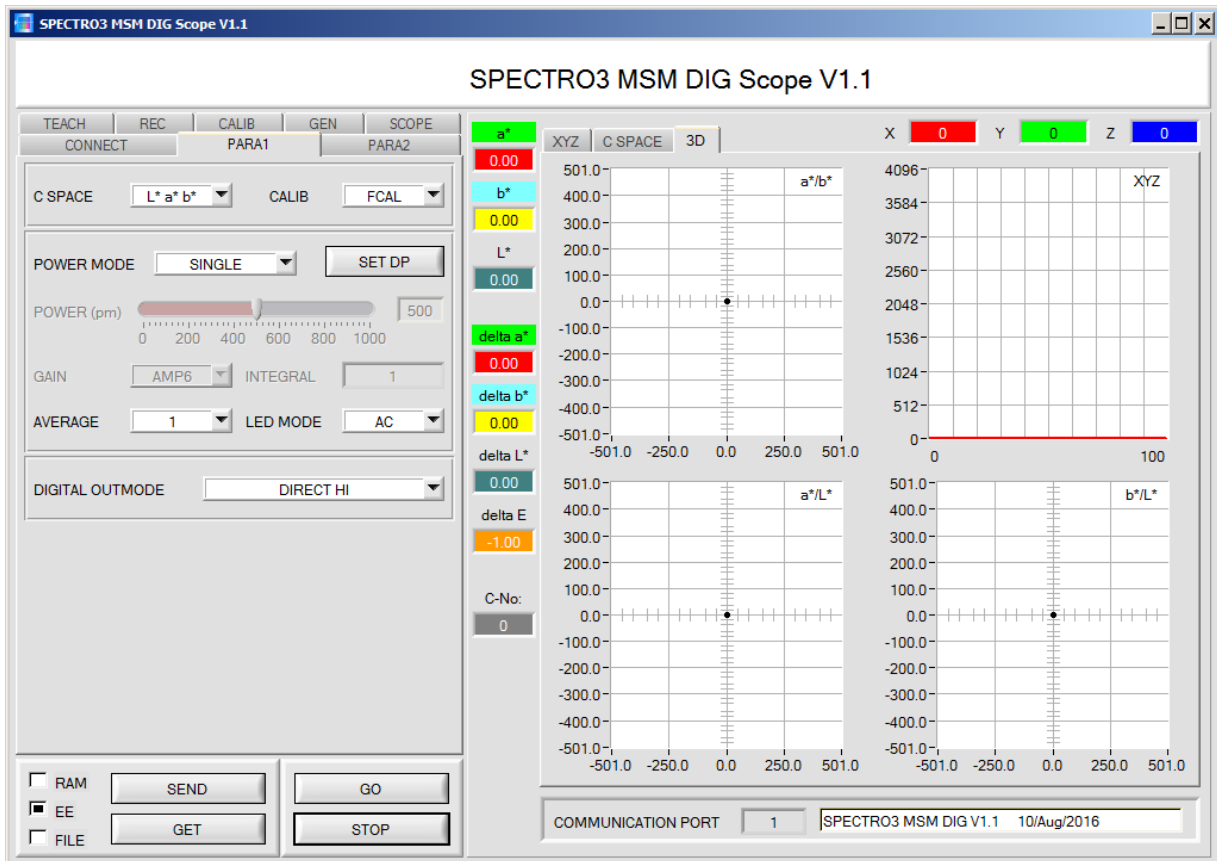 SPECTRO3 MSM DIG Scope V1.1
SPECTRO3 MSM DIG Scope V1.1
TEACH REC CALIB GEN SCOPE
CONNECT PARA1 PARA2
C SPACE L* a* b* CALIB FCAL
POWER MODE SINGLE SET DP
POWER (pm) 500
0 200 400 600 800 1000
GAIN AMP6 INTEGRAL 1
AVERAGE 1 LED MODE AC
DIGITAL OUTMODE DIRECT HI
RAM
EE
FILE
SEND
GET
GO
STOP
a*
0.00
b*
0.00
L*
0.00
delta a*
0.00
delta b*
0.00
delta L*
0.00
delta E
-1.00
C-No:
0
XYZ C SPACE 3D
X 0 Y 0 Z 0
a*/b*
501.0
400.0
300.0
200.0
100.0
0.0
-100.0
-200.0
-300.0
-400.0
-501.0
-501.0 -250.0 0.0 250.0 501.0
XYZ
4096
3584
3072
2560
2048
1536
1024
512
0
0 100
a*/L*
501.0
400.0
300.0
200.0
100.0
0.0
-100.0
-200.0
-300.0
-400.0
-501.0
-501.0 -250.0 0.0 250.0 501.0
b*/L*
501.0
400.0
300.0
200.0
100.0
0.0
-100.0
-200.0
-300.0
-400.0
-501.0
-501.0 -250.0 0.0 250.0 501.0
COMMUNICATION PORT 1 SPECTRO3 MSM DIG V1.1 10/Aug/2016